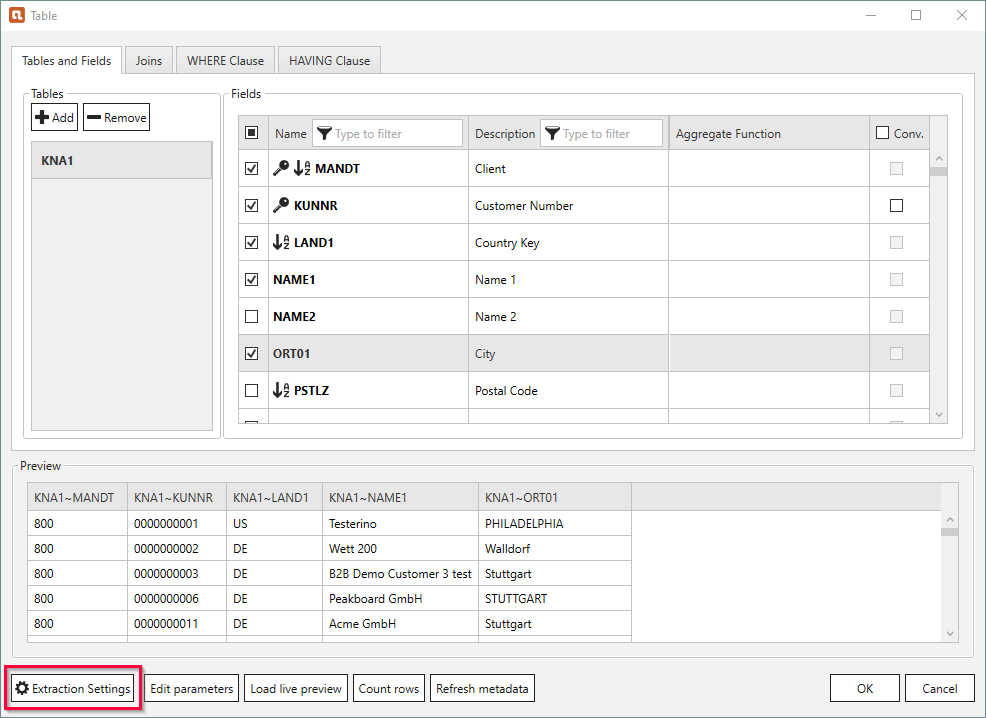 Table
Tables and Fields Joins WHERE Clause HAVING Clause
Tables
Add Remove
KNA1
Fields
Name Type to filter Description Type to filter Aggregate Function Conv.
MANDT Client
KUNNR Customer Number
LAND1 Country Key
NAME1 Name 1
NAME2 Name 2
ORT01 City
PSTLZ Postal Code
Preview
KNA1~MANDT KNA1~KUNNR KNA1~LAND1 KNA1~NAME1 KNA1~ORT01
800 0000000001 US Testerino PHILADELPHIA
800 0000000002 DE Wett 200 Walldorf
800 0000000003 DE B2B Demo Customer 3 test Stuttgart
800 0000000006 DE Peakboard GmbH STUTTGART
800 0000000011 DE Acme GmbH Stuttgart
Extraction Settings Edit parameters Load live preview Count rows Refresh metadata OK Cancel